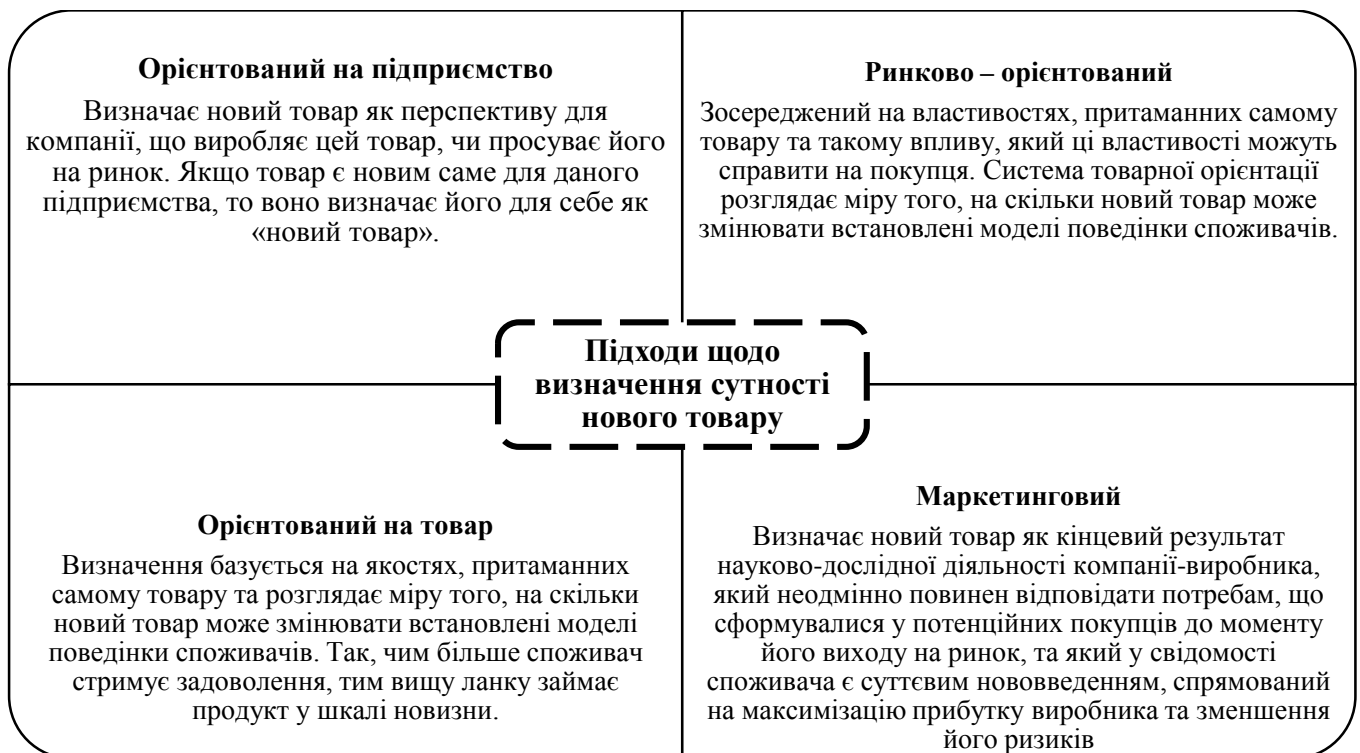 Орієнтований на підприємство
Визначає новий товар як перспективу для
компанії, що виробляє цей товар, чи просуває його
на ринок. Якщо товар є новим саме для даного
підприємства, то воно визначає його для себе як
«новий товар».
Ринково – орієнтований
Зосереджений на властивостях, притаманних самому
товару та такому впливу, який ці властивості можуть
справити на покупця. Система товарної орієнтації
розглядає міру того, на скільки новий товар може
змінювати встановлені моделі поведінки споживачів.
Підходи щодо
визначення сутності
нового товару
Орієнтований на товар
Визначення базується на якостях, притаманних
самому товару та розглядає міру того, на скільки
новий товар може змінювати встановлені моделі
поведінки споживачів. Так, чим більше споживач
стримує задоволення, тим вищу ланку займає
продукт у шкалі новизни.
Маркетинговий
Визначає новий товар як кінцевий результат
науково-дослідної діяльності компанії-виробника,
який неодмінно повинен відповідати потребам, що
сформувалися у потенційних покупців до моменту
його виходу на ринок, та який у свідомості
споживача є суттєвим нововведенням, спрямований
на максимізацію прибутку виробника та зменшення
його ризиків